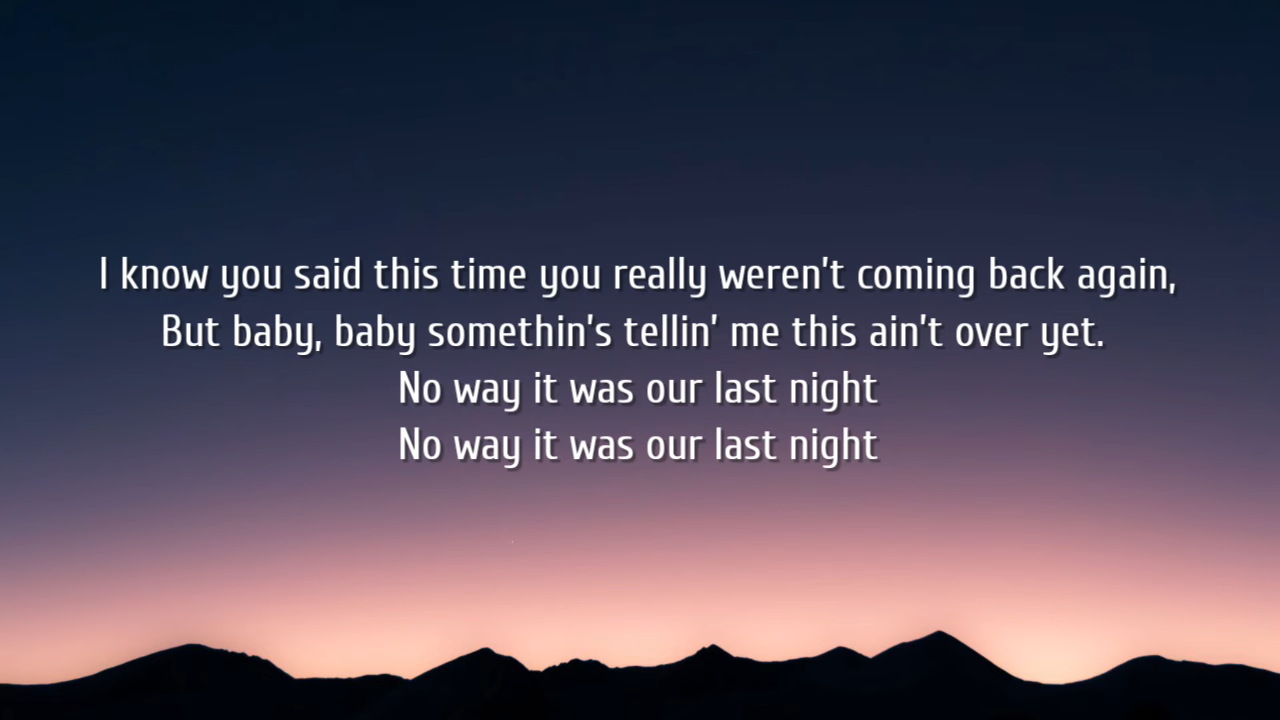 I know you said this time you really weren't coming back again,
But baby, baby somethin's tellin' me this ain't over yet.
No way it was our last night
No way it was our last night